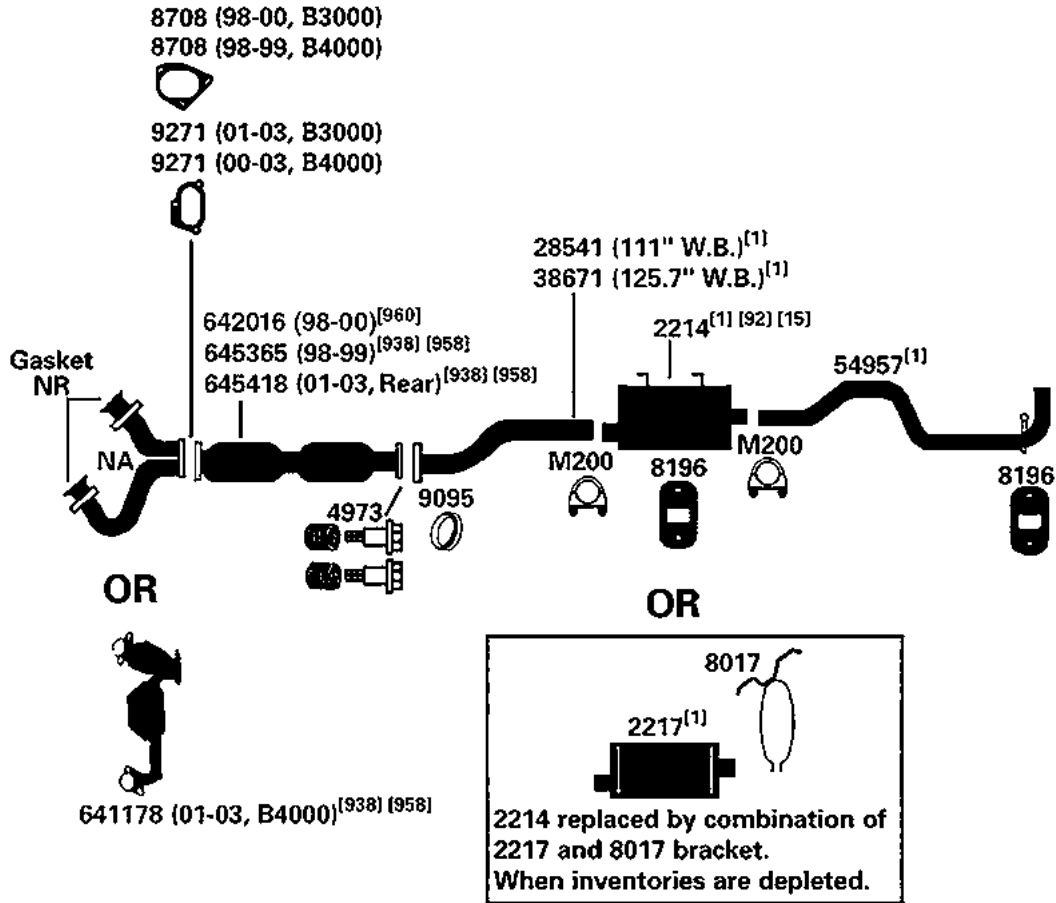 8708 (98-00, B3000)
8708 (98-99, B4000)
9271 (01-03, B3000)
9271 (00-03, B4000)
28541 (111" W.B.)[1]
38671 (125.7" W.B.)[1]
642016 (98-00)[960]
645365 (98-99)[938] [958]
645418 (01-03, Rear)[938] [958]
2214[1] [92] [15]
54957[1]
Gasket
NR
NA
M200
8196
M200
8196
4973
9095
OR
OR
641178 (01-03, B4000)[938] [958]
8017
2217[1]
2214 replaced by combination of
2217 and 8017 bracket.
When inventories are depleted.